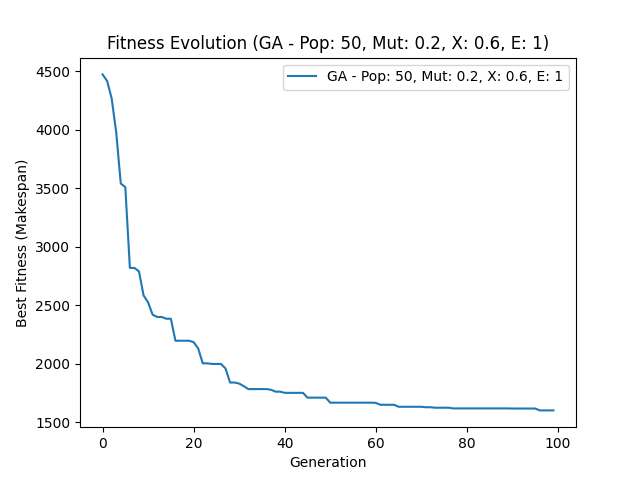 Fitness Evolution (GA - Pop: 50, Mut: 0.2, X: 0.6, E: 1)
GA - Pop: 50, Mut: 0.2, X: 0.6, E: 1
Best Fitness (Makespan)
4500
4000
3500
3000
2500
2000
1500
0 20 40 60 80 100
Generation